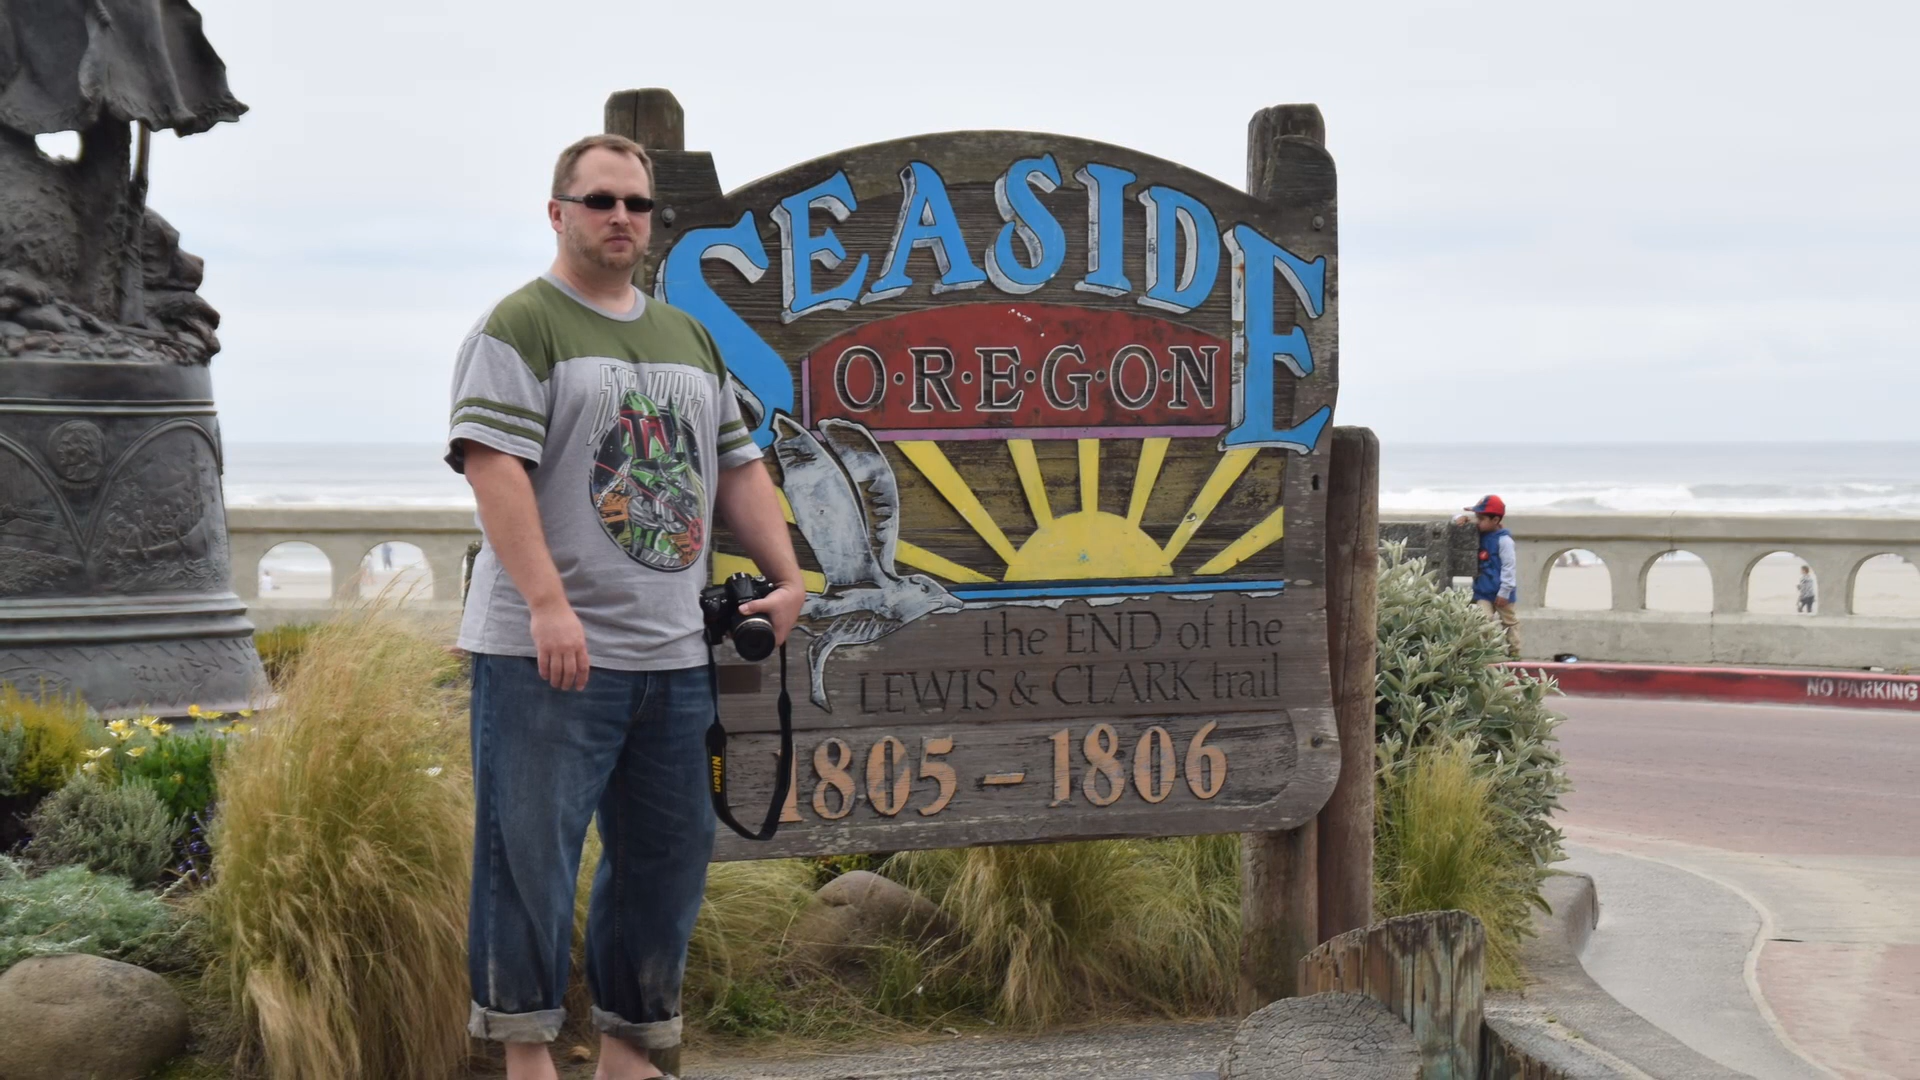 SEASIDE
O·R·E·G·O·N
the END of the
LEWIS & CLARK trail
1805 - 1806
STAR WARS
Nikon
NO PARKING